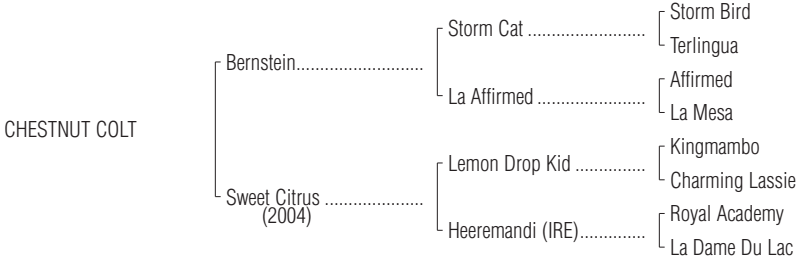 Storm Bird
Storm Cat ........................
Terlingua
Bernstein..........................
Affirmed
La Affirmed ......................
La Mesa
CHESTNUT COLT
Kingmambo
Lemon Drop Kid ...............
Charming Lassie
Sweet Citrus .....................
(2004)
Royal Academy
Heeremandi (IRE)..............
La Dame Du Lac